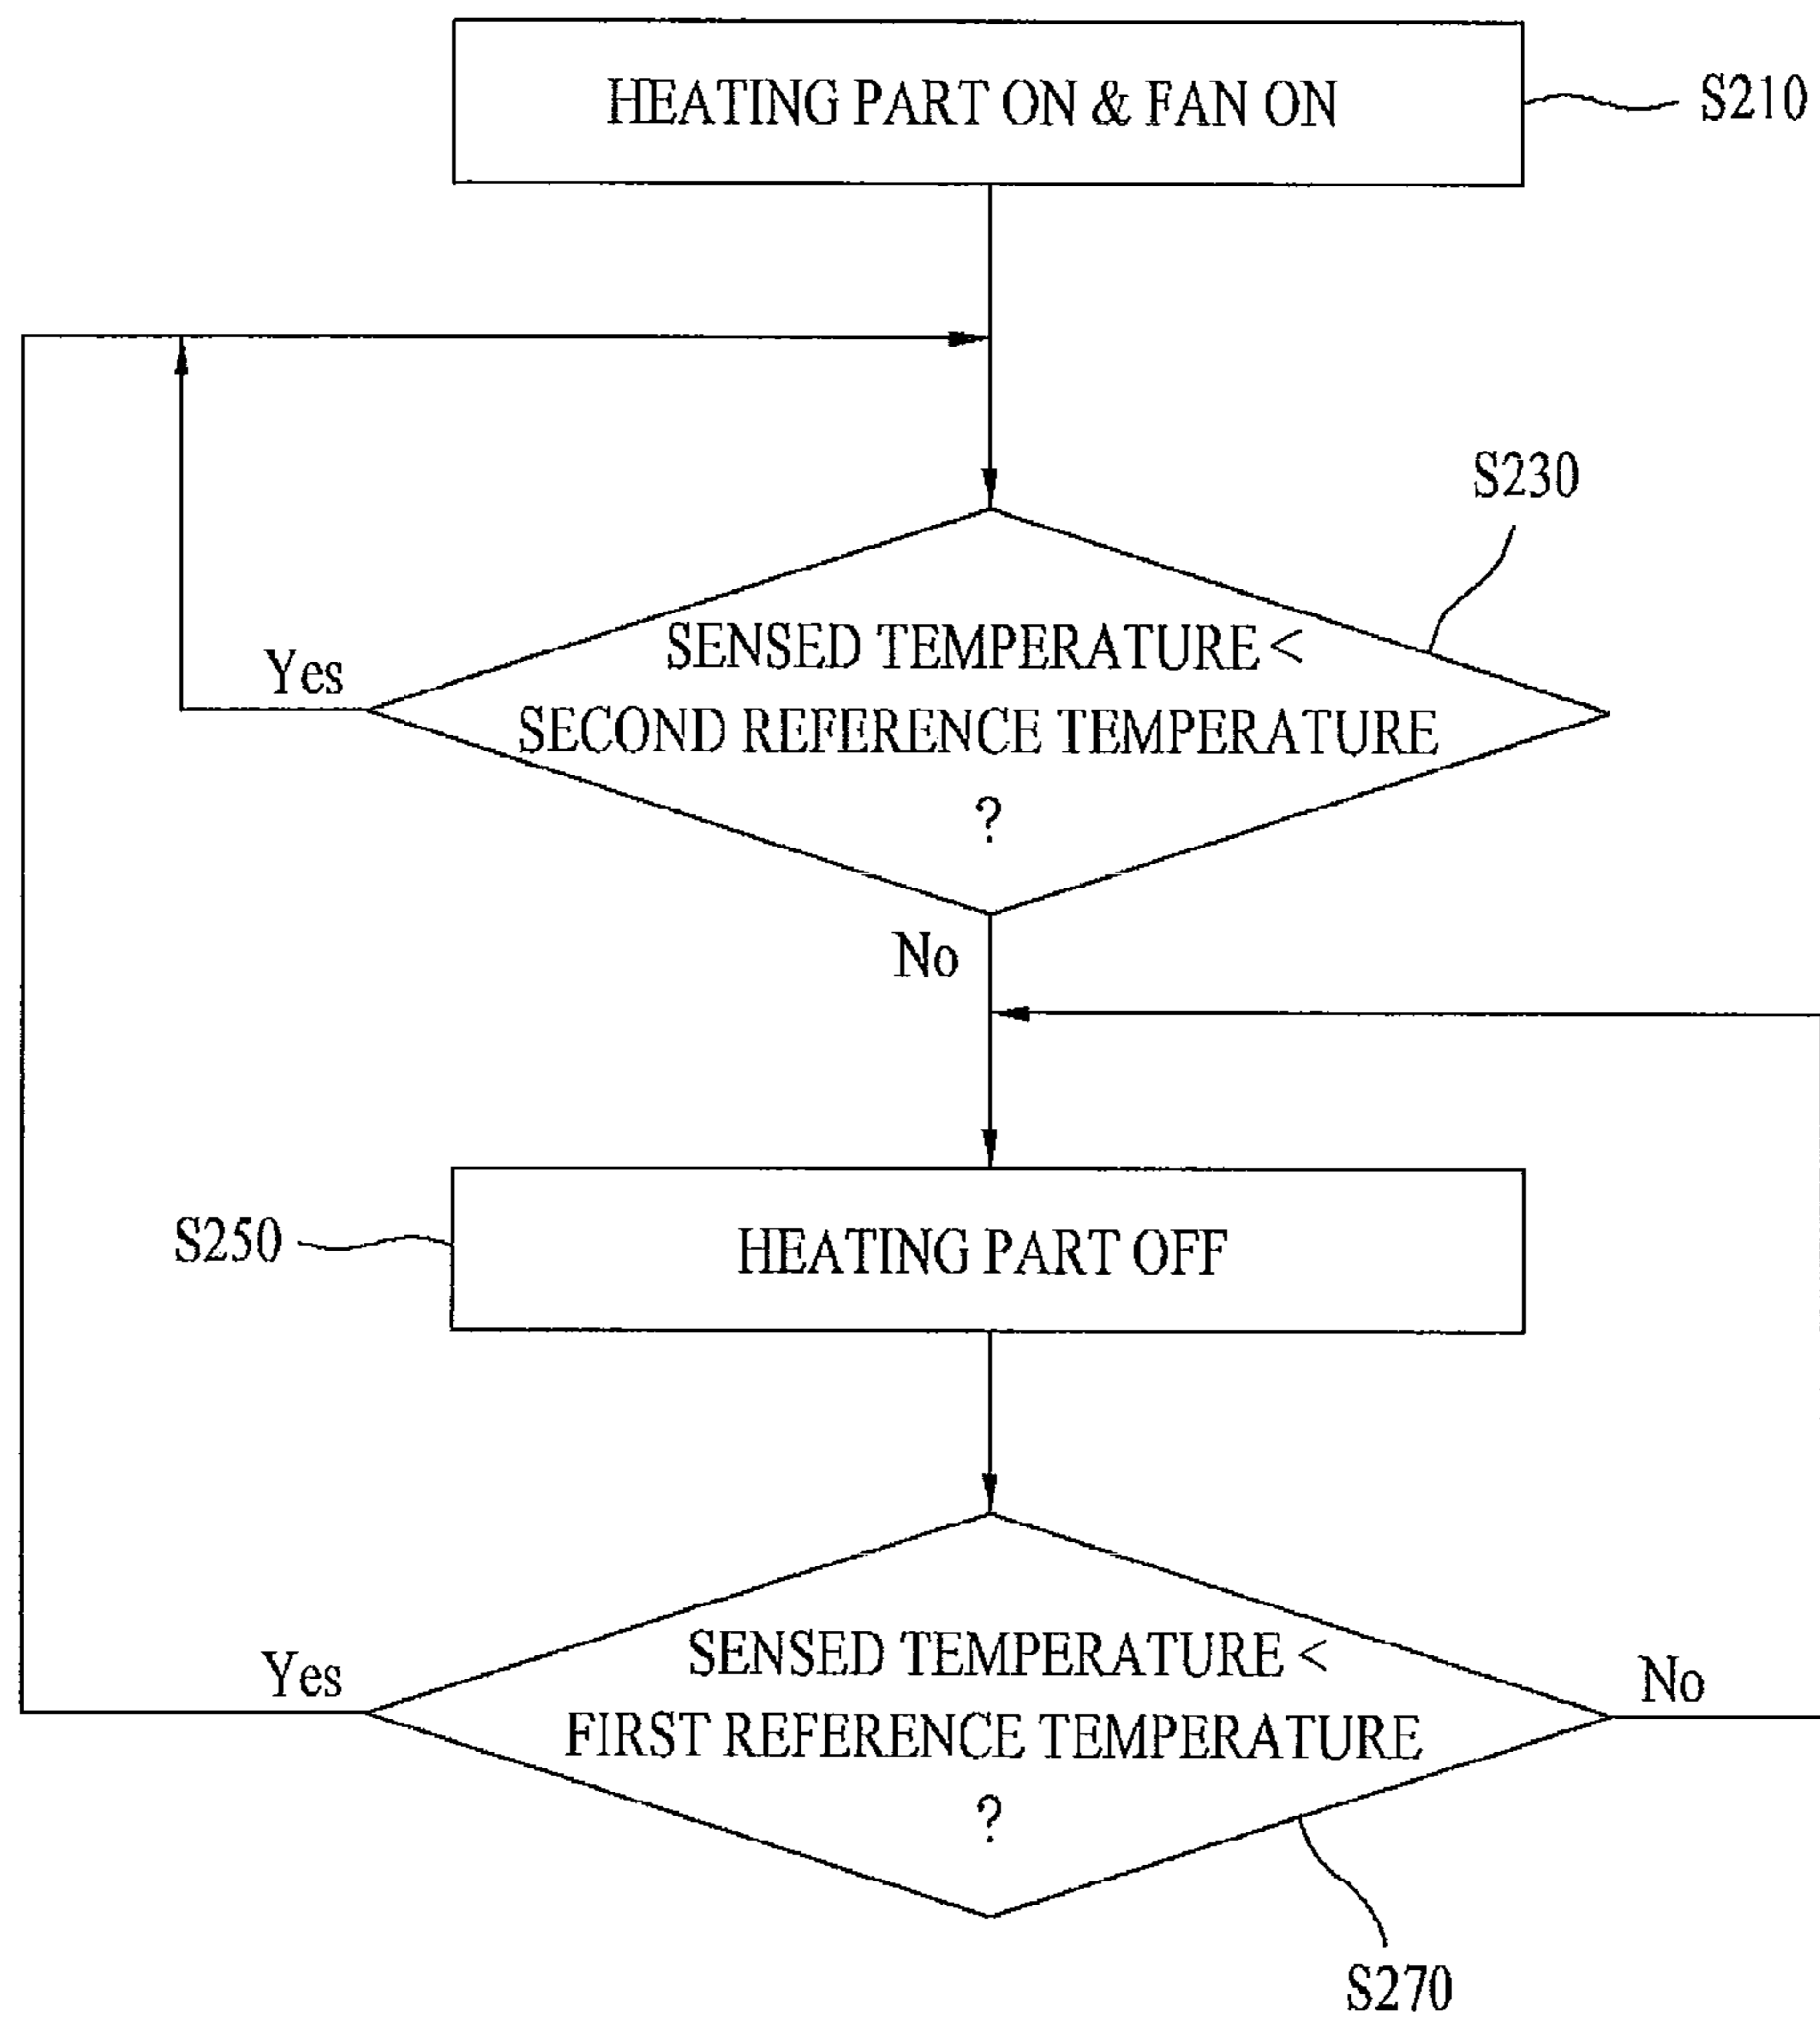 HEATING PART ON & FAN ON
S210
S230
SENSED TEMPERATURE <
SECOND REFERENCE TEMPERATURE
?
Yes
No
S250
HEATING PART OFF
SENSED TEMPERATURE <
FIRST REFERENCE TEMPERATURE
?
Yes
No
S270